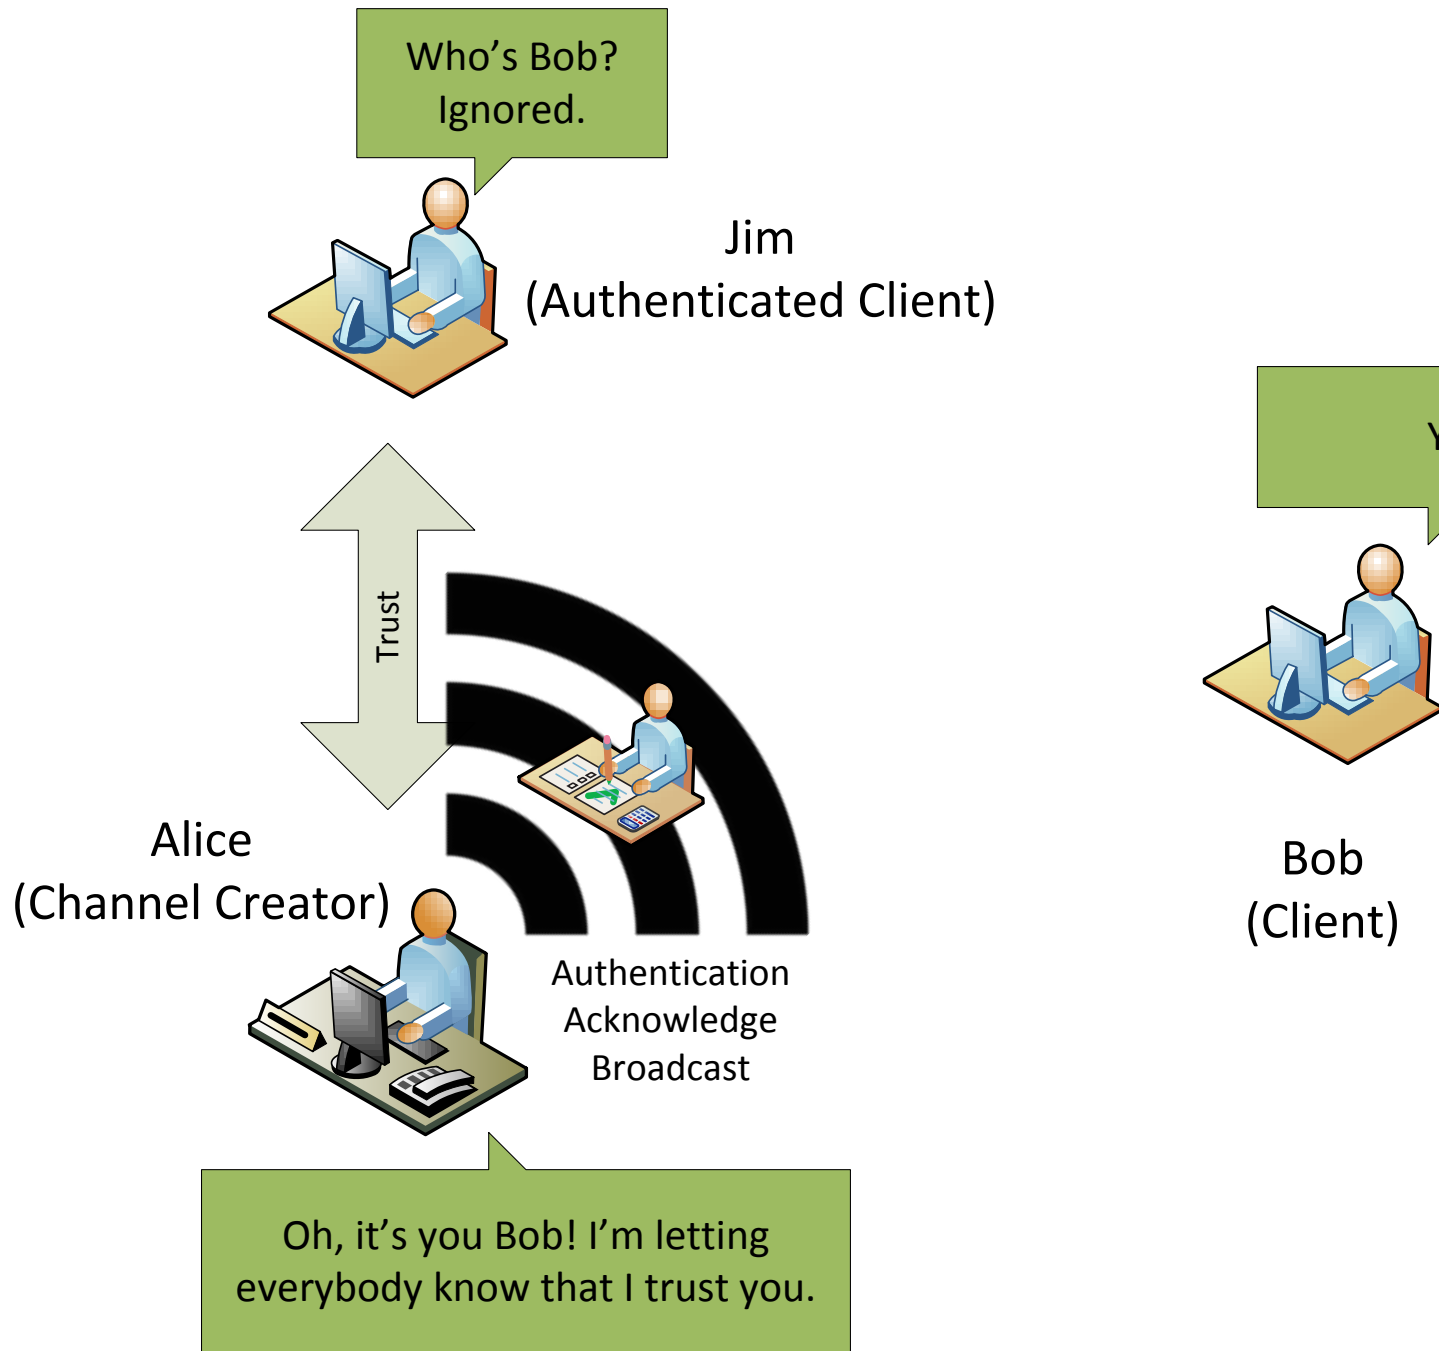 Who's Bob?
Ignored.
Jim
(Authenticated Client)
Trust
Alice
(Channel Creator)
Bob
(Client)
Authentication
Acknowledge
Broadcast
Oh, it's you Bob! I'm letting
everybody know that I trust you.